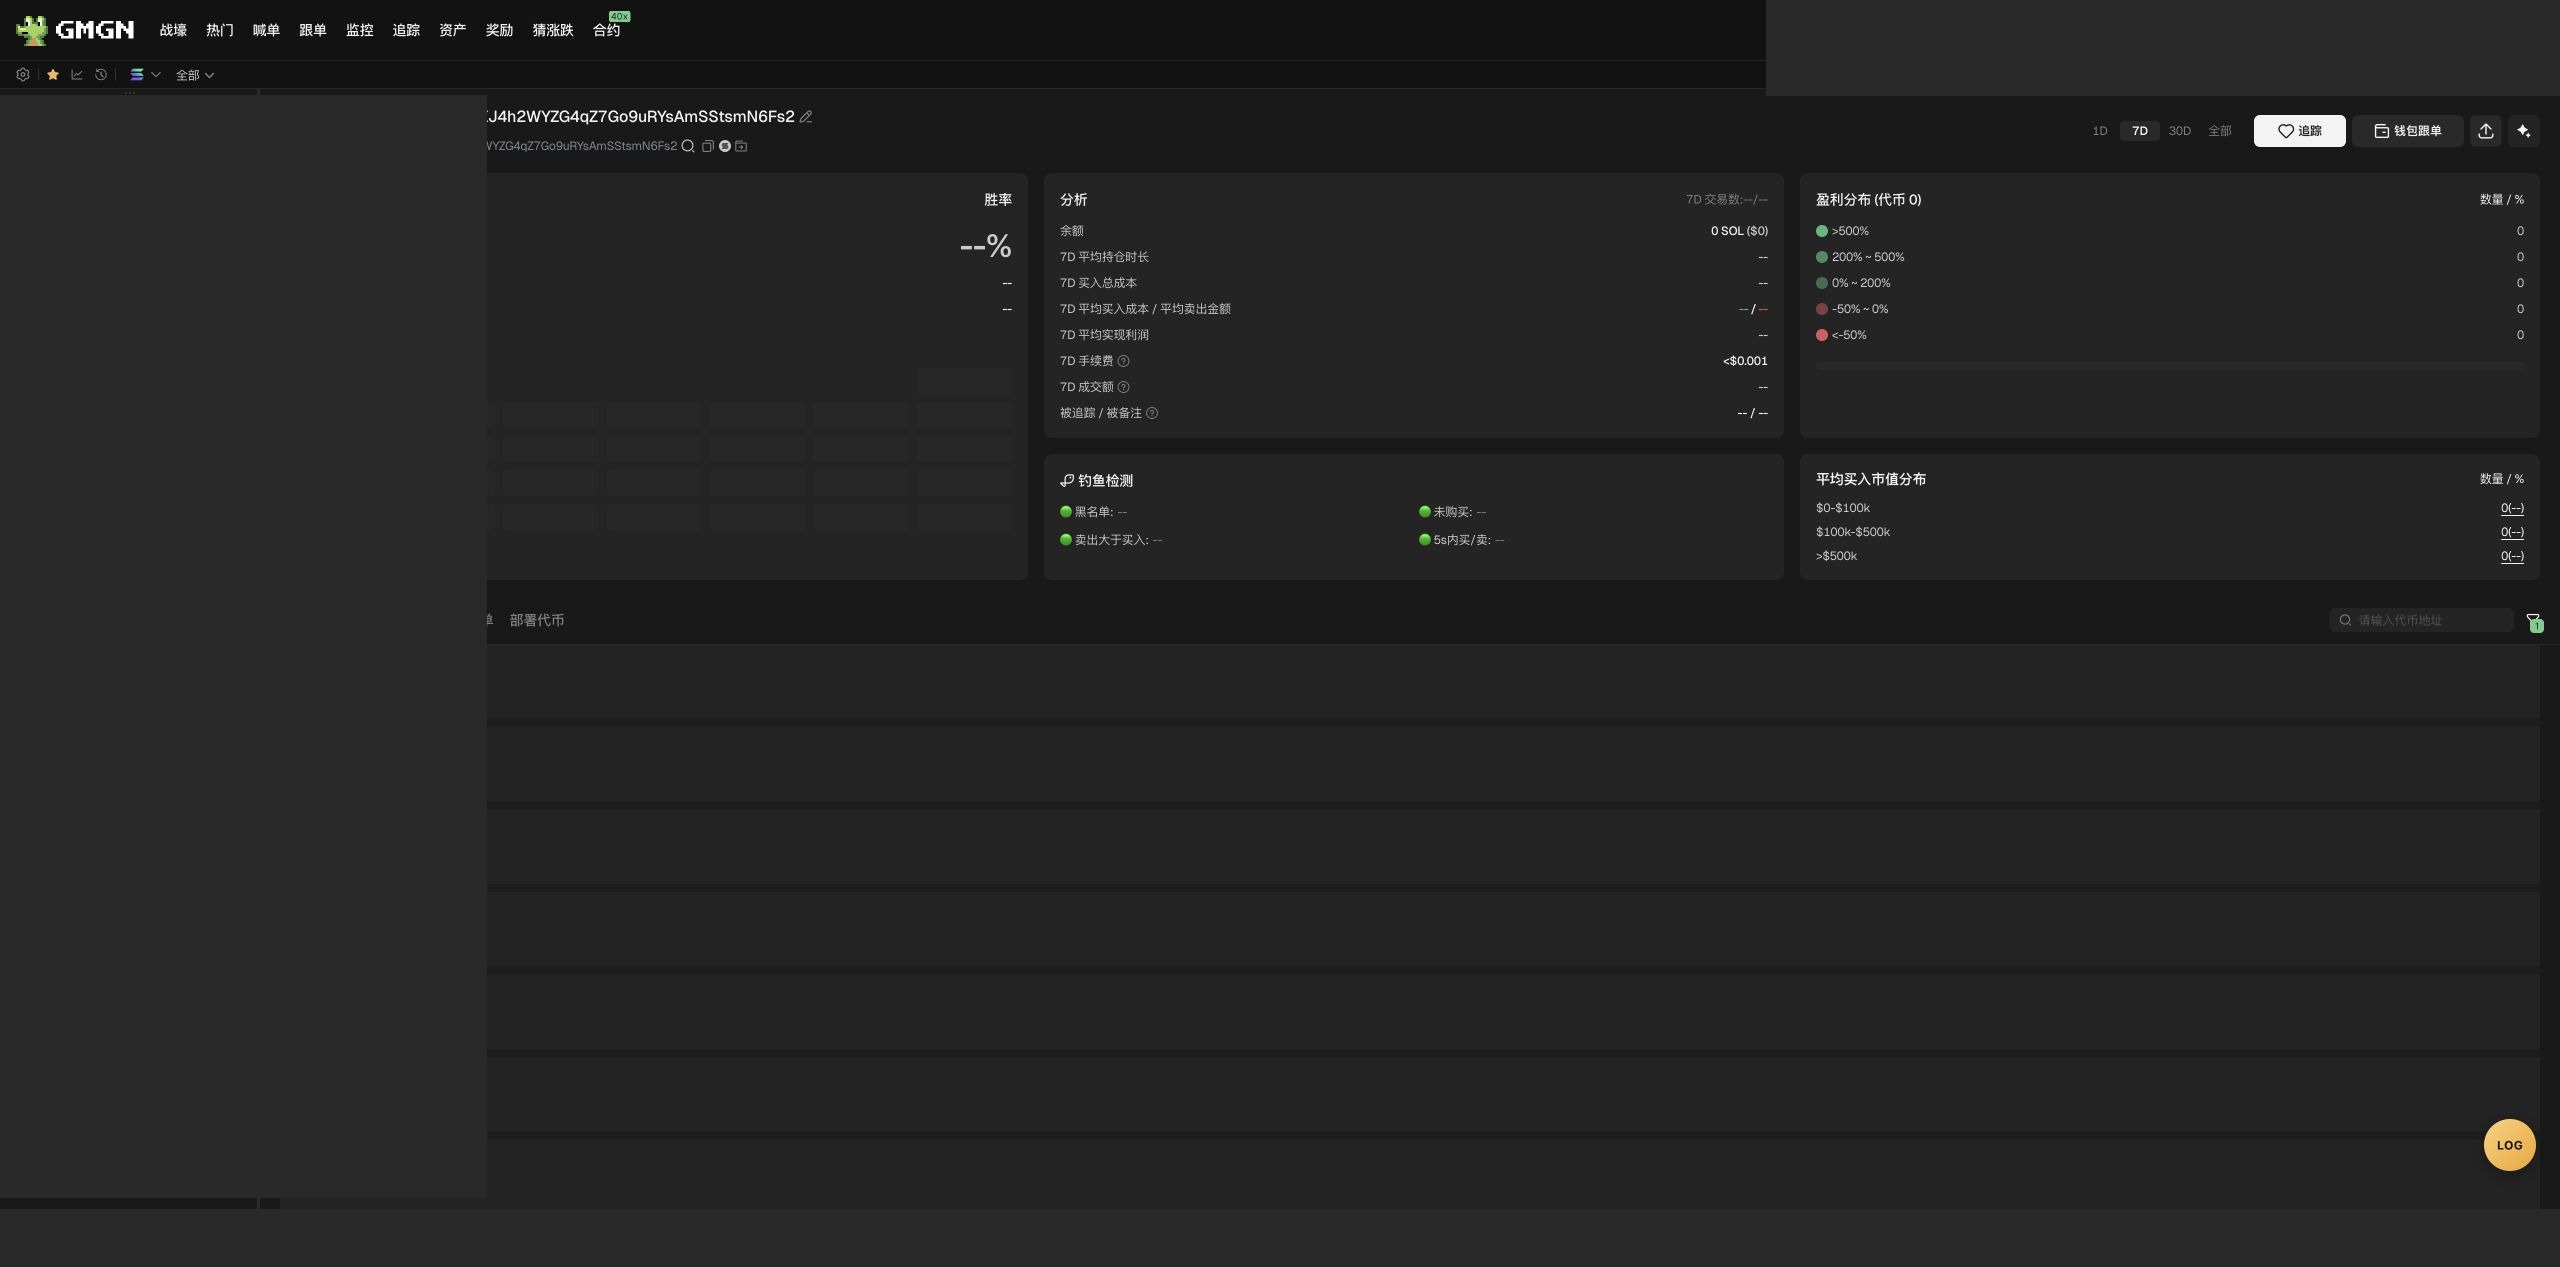 GMGN 战壕 热门 喊单 跟单 监控 追踪 资产 奖励 猜涨跌 合约 40x
全部
J4h2WYZG4qZ7Go9uRYsAmSStsmN6Fs2
YZG4qZ7Go9uRYsAmSStsmN6Fs2
1D 7D 30D 全部 追踪 钱包跟单
胜率
--%
--
--
分析 7D 交易数:--/--
余额 0 SOL ($0)
7D 平均持仓时长 --
7D 买入总成本 --
7D 平均买入成本 / 平均卖出金额 -- / --
7D 平均实现利润 --
7D 手续费 <$0.001
7D 成交额 --
被追踪 / 被备注 -- / --
盈利分布 (代币 0) 数量 / %
>500% 0
200% ~ 500% 0
0% ~ 200% 0
-50% ~ 0% 0
<-50% 0
钓鱼检测
黑名单: -- 未购买: --
卖出大于买入: -- 5s内买/卖: --
平均买入市值分布 数量 / %
$0-$100k 0(--)
$100k-$500k 0(--)
>$500k 0(--)
部署代币
请输入代币地址 1
LOG